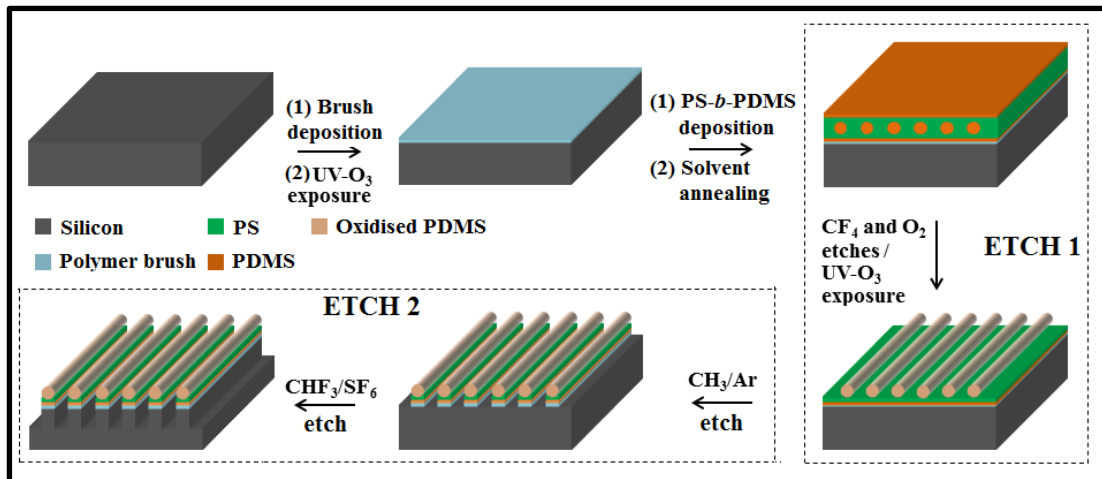 (1) Brush
deposition
(2) UV-O₃
exposure
(1) PS-b-PDMS
deposition
(2) Solvent
annealing
Silicon
PS
Oxidised PDMS
Polymer brush
PDMS
CF₄ and O₂
etches /
UV-O₃
exposure
ETCH 1
ETCH 2
CH₃/Ar
etch
CHF₃/SF₆
etch